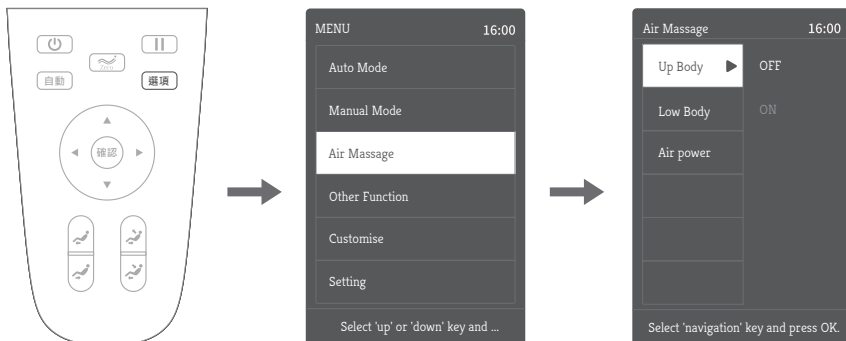 Zero
自動
選項
確認
MENU 16:00
Auto Mode
Manual Mode
Air Massage
Other Function
Customise
Setting
Select 'up' or 'down' key and ...
Air Massage 16:00
Up Body OFF
Low Body ON
Air power
Select 'navigation' key and press OK.